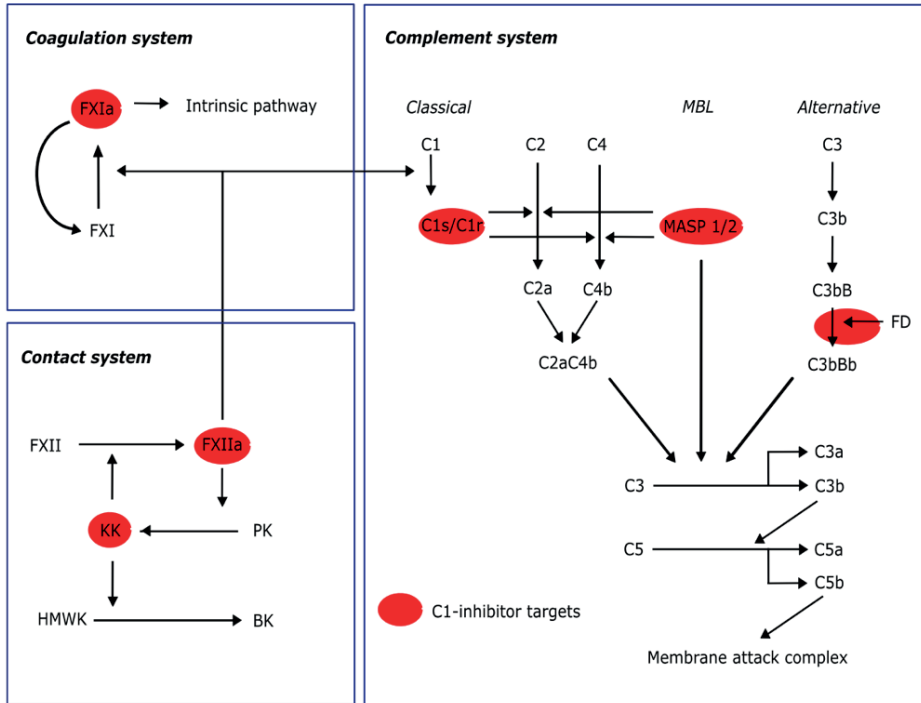 Coagulation system
FXIa
Intrinsic pathway
FXI
Contact system
FXII
FXIIa
KK
PK
HMWK
BK
Complement system
Classical
MBL
Alternative
C1
C2
C4
C3
C1s/C1r
MASP 1/2
C3b
C2a
C4b
C3bB
FD
C2aC4b
C3bBb
C3a
C3
C3b
C5
C5a
C5b
C1-inhibitor targets
Membrane attack complex